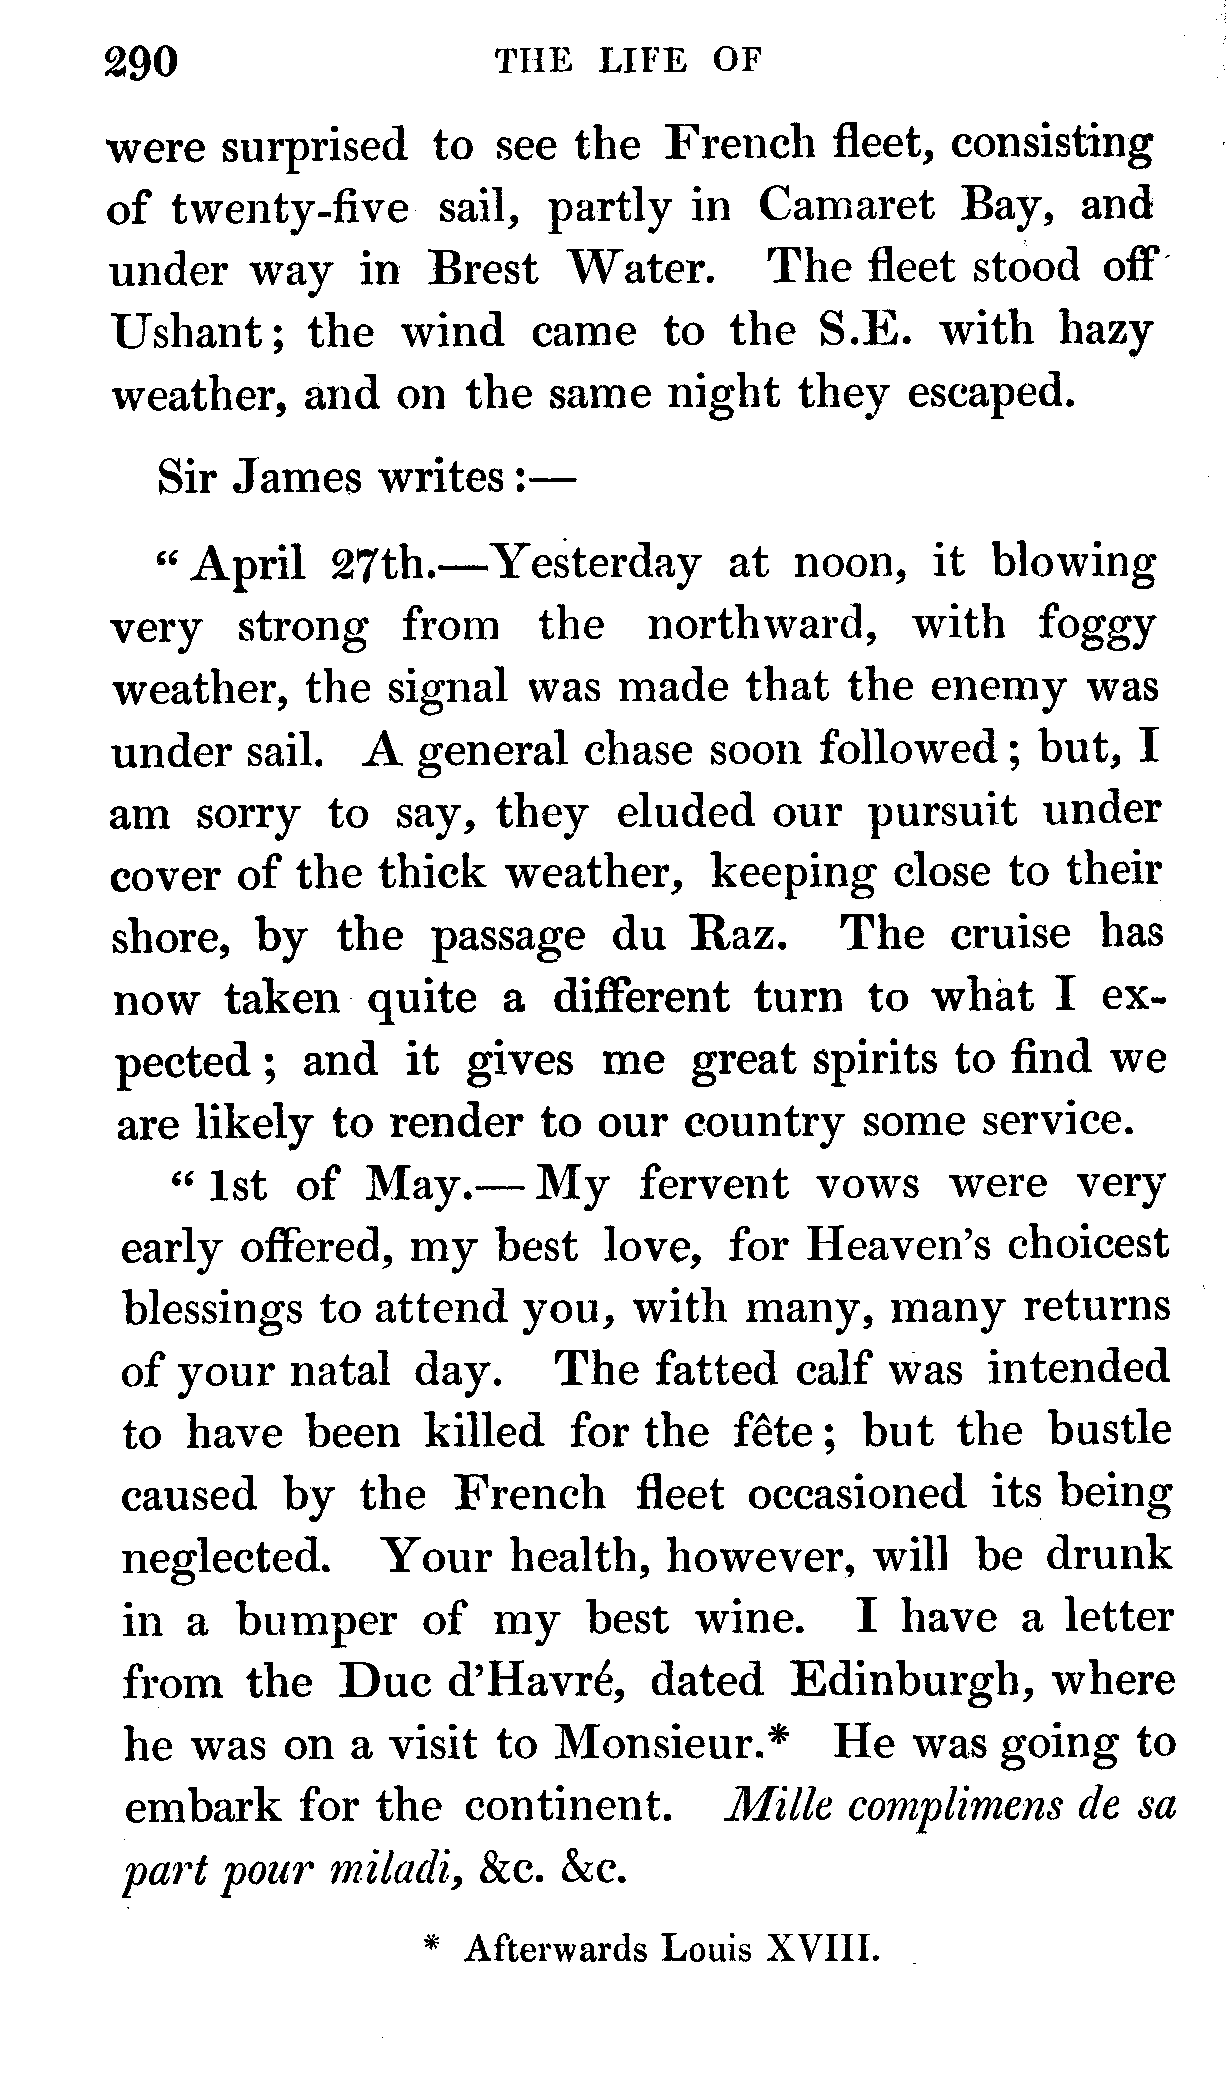 290 THE LIFE OF
were surprised to see the French fleet, consisting
of twenty-five sail, partly in Camaret Bay, and
under way in Brest Water. The fleet stood off
Ushant; the wind came to the S.E. with hazy
weather, and on the same night they escaped.
Sir James writes:—
“April 27th.—Yesterday at noon, it blowing
very strong from the northward, with foggy
weather, the signal was made that the enemy was
under sail. A general chase soon followed; but, I
am sorry to say, they eluded our pursuit under
cover of the thick weather, keeping close to their
shore, by the passage du Raz. The cruise has
now taken quite a different turn to what I ex-
pected; and it gives me great spirits to find we
are likely to render to our country some service.
“1st of May.—My fervent vows were very
early offered, my best love, for Heaven's choicest
blessings to attend you, with many, many returns
of your natal day. The fatted calf was intended
to have been killed for the fête; but the bustle
caused by the French fleet occasioned its being
neglected. Your health, however, will be drunk
in a bumper of my best wine. I have a letter
from the Duc d'Havré, dated Edinburgh, where
he was on a visit to Monsieur.* He was going to
embark for the continent. Mille complimens de sa
part pour miladi, &c. &c.
* Afterwards Louis XVIII.